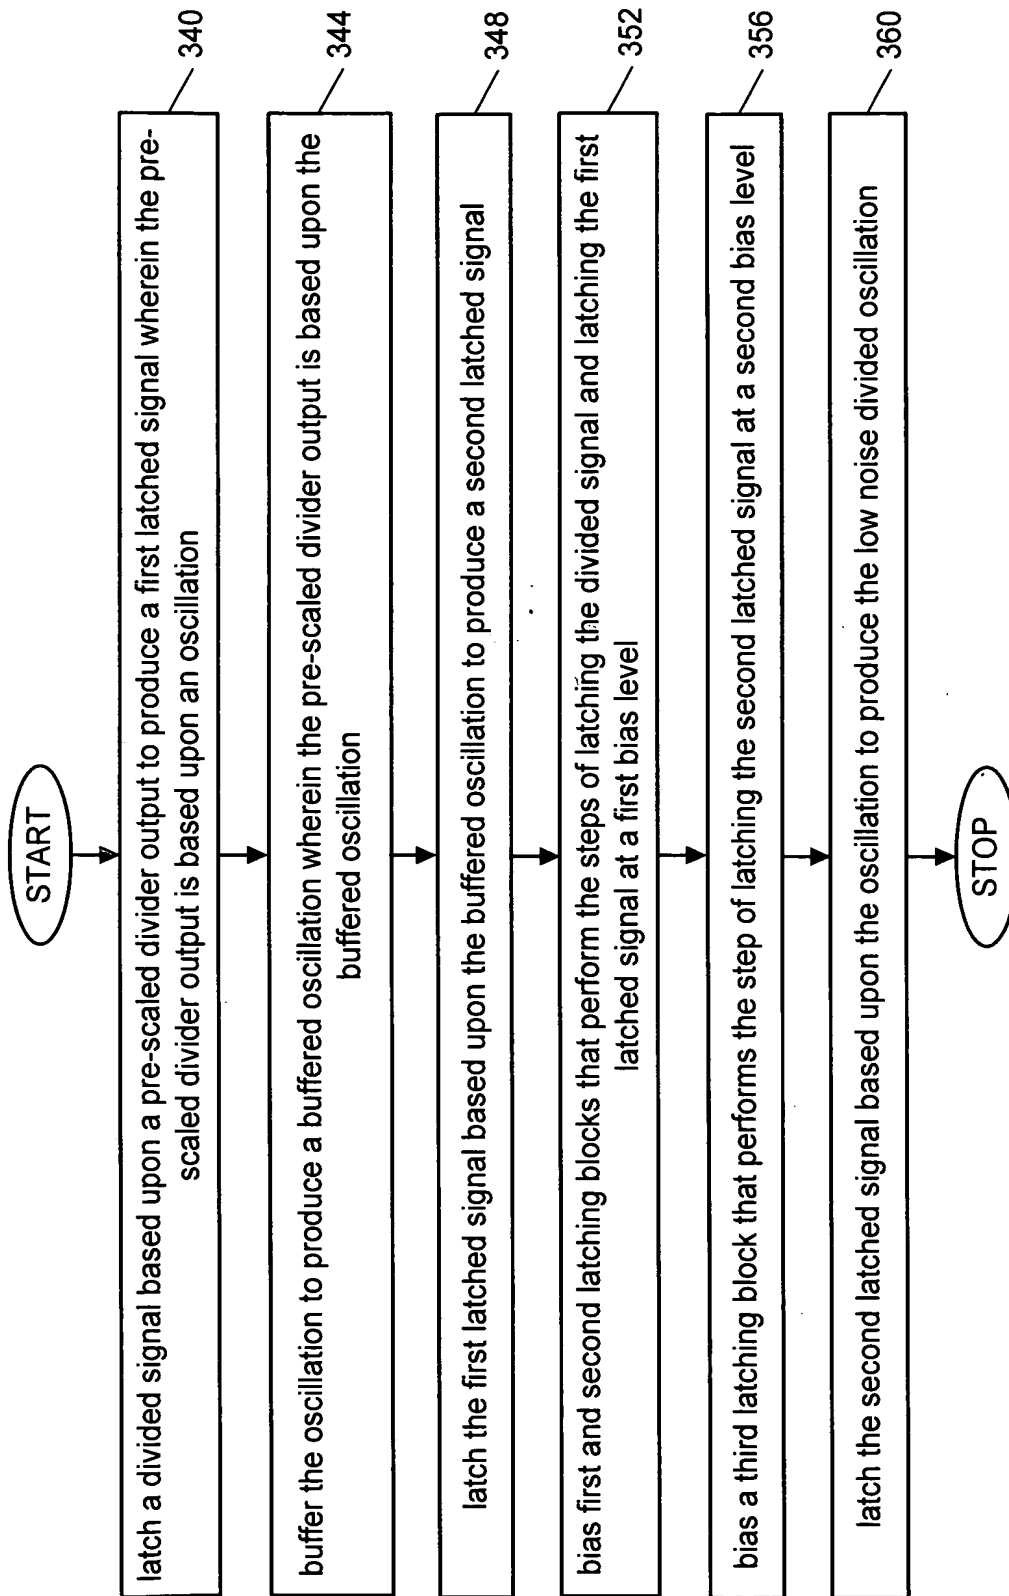 START
latch a divided signal based upon a pre-scaled divider output to produce a first latched signal wherein the pre-
scaled divider output is based upon an oscillation
340
buffer the oscillation to produce a buffered oscillation wherein the pre-scaled divider output is based upon the
buffered oscillation
344
latch the first latched signal based upon the buffered oscillation to produce a second latched signal
348
bias first and second latching blocks that perform the steps of latching the divided signal and latching the first
latched signal at a first bias level
352
bias a third latching block that performs the step of latching the second latched signal at a second bias level
356
latch the second latched signal based upon the oscillation to produce the low noise divided oscillation
360
STOP